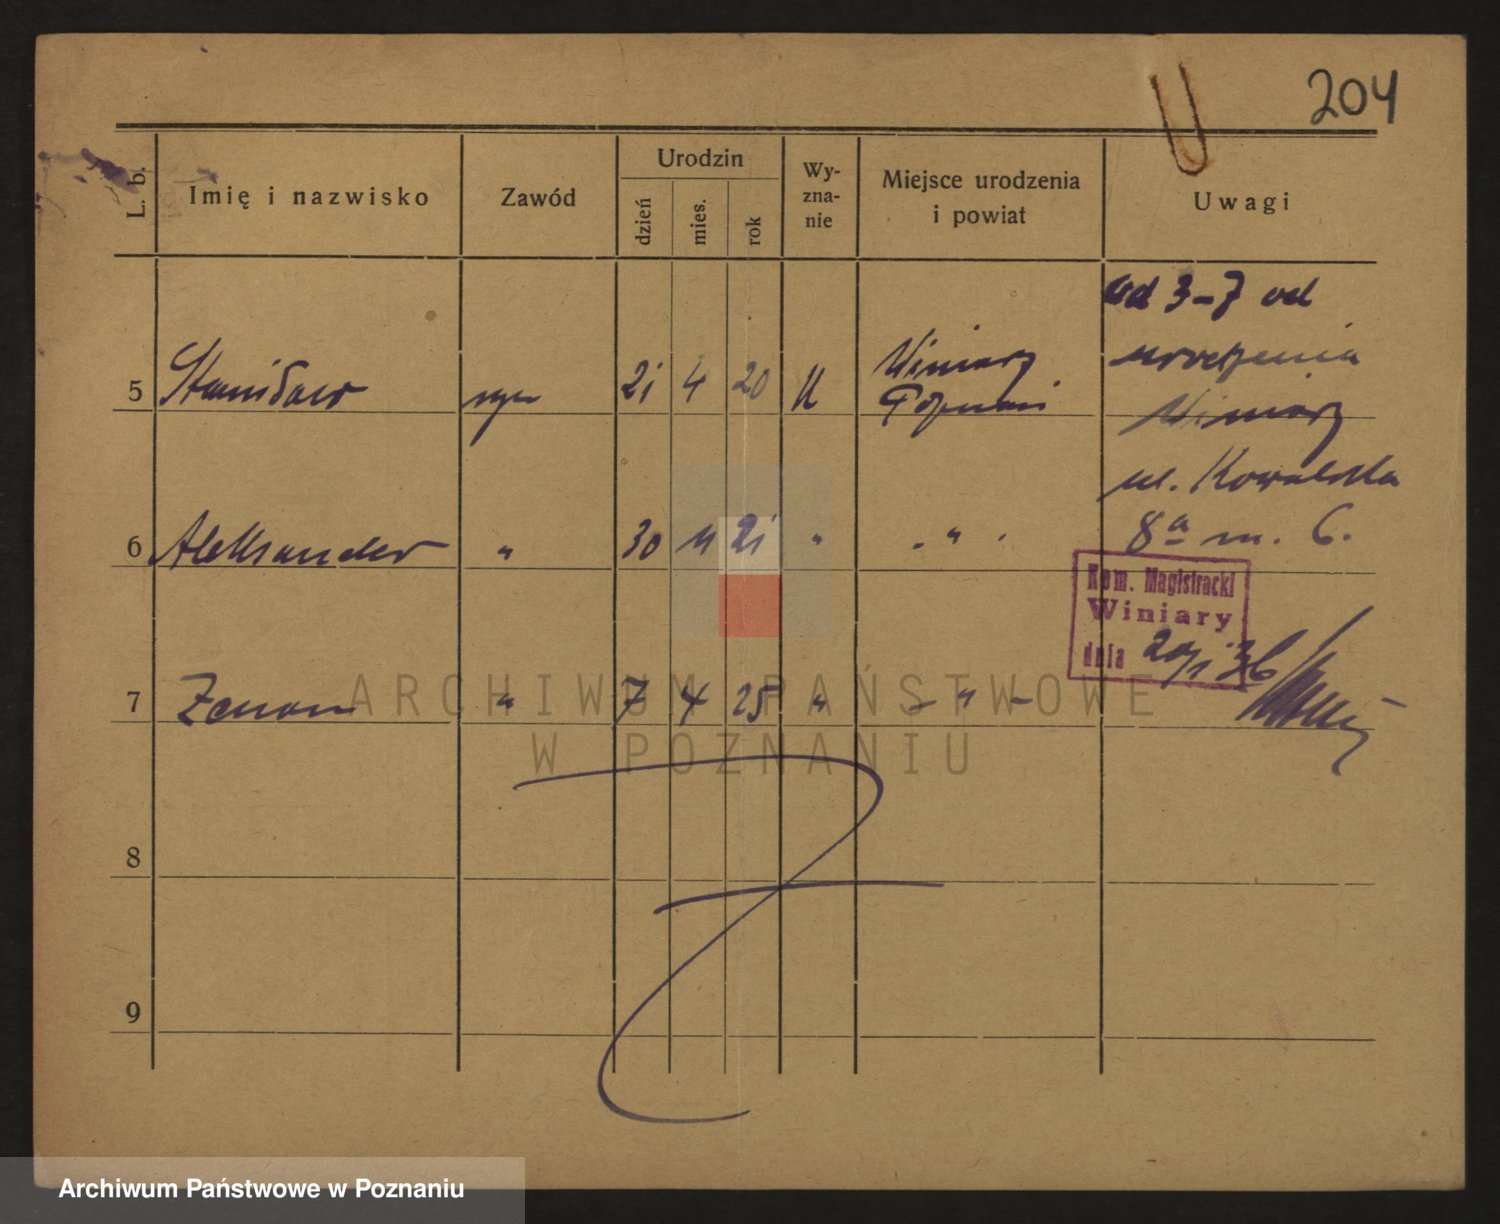 204
L. b.
Imię i nazwisko
Zawód
Urodzin
dzień
mies.
rok
Wy-
zna-
nie
Miejsce urodzenia
i powiat
Uwagi
od 3-7 od
urodzenia
Winiary
ul. Kowalska
8a m. 6.
5 Stanisław syn 21 4 20 Winiary
Poznań
6 Aleksander " 30 11 21 " . " .
7 Zenon " 7 4 25 " - " -
8
9
Kom. Magistracki
Winiary
dnia 20/1 36
ARCHIWUM PAŃSTWOWE
W POZNANIU
Archiwum Państwowe w Poznaniu